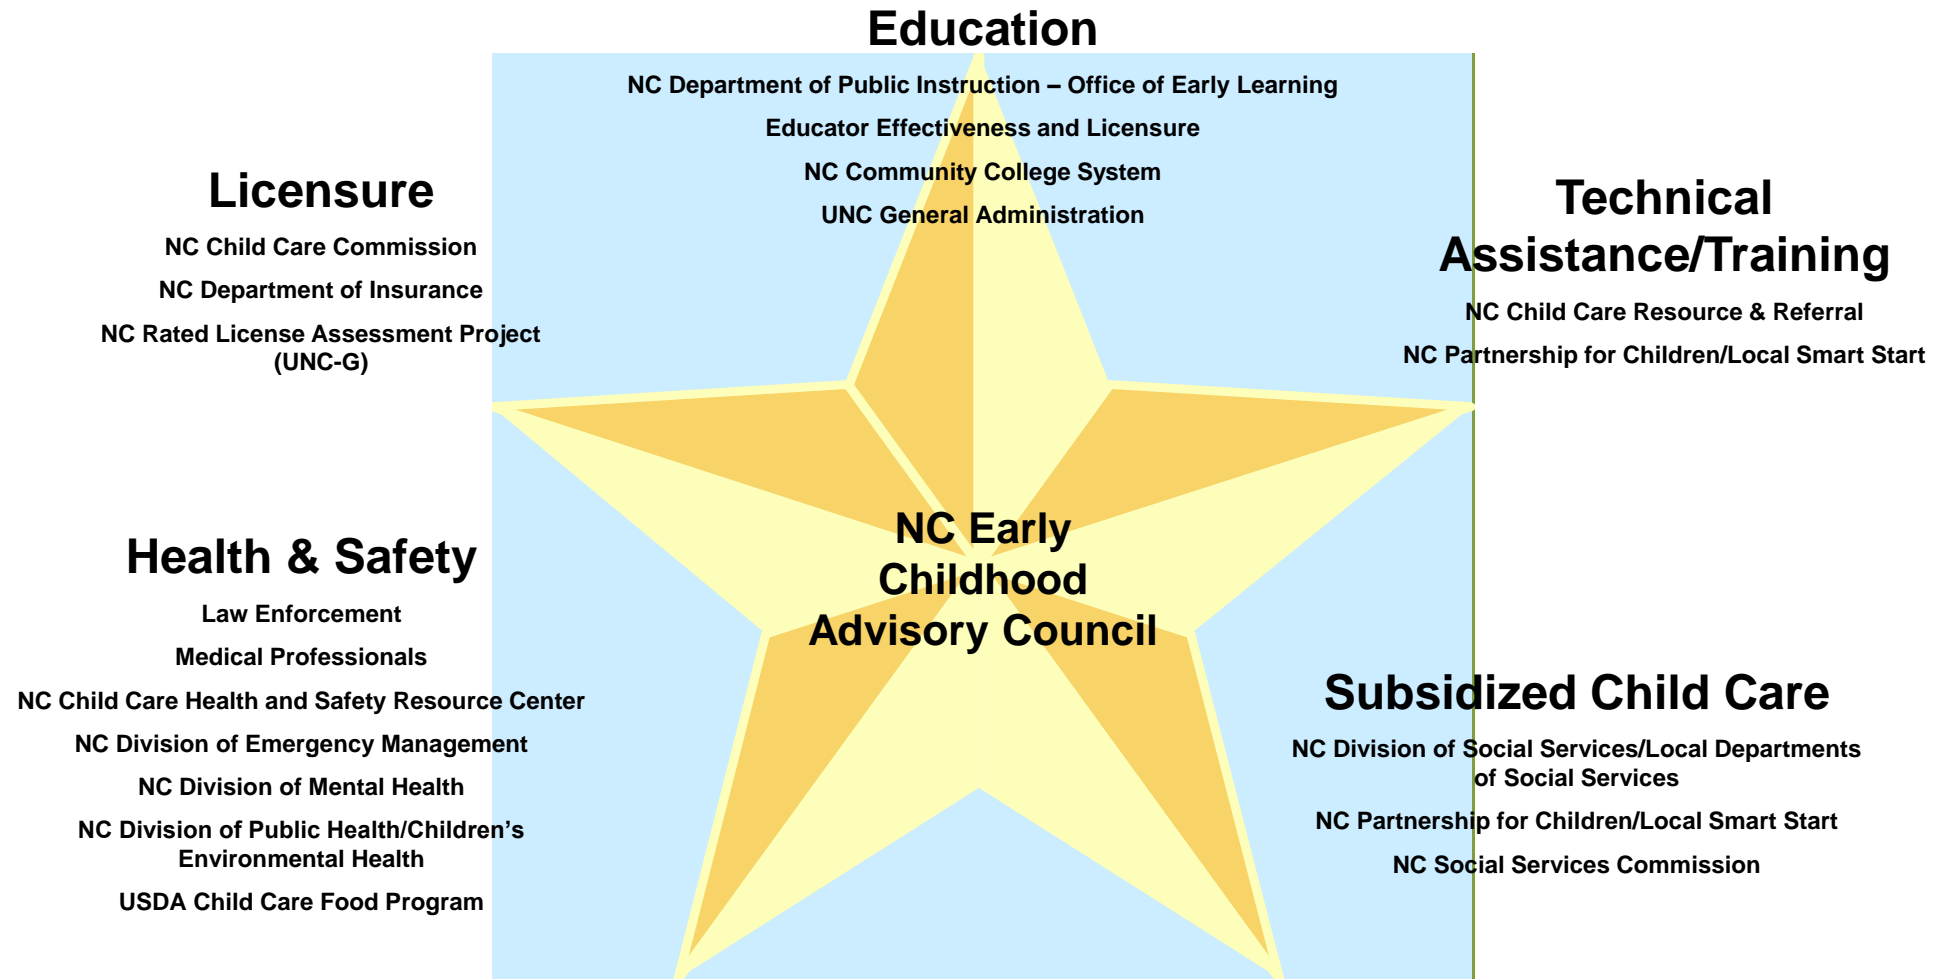 Education
NC Department of Public Instruction – Office of Early Learning
Educator Effectiveness and Licensure
NC Community College System
UNC General Administration
Licensure
NC Child Care Commission
NC Department of Insurance
NC Rated License Assessment Project
(UNC-G)
Technical
Assistance/Training
NC Child Care Resource & Referral
NC Partnership for Children/Local Smart Start
NC Early
Childhood
Advisory Council
Health & Safety
Law Enforcement
Medical Professionals
NC Child Care Health and Safety Resource Center
NC Division of Emergency Management
NC Division of Mental Health
NC Division of Public Health/Children’s
Environmental Health
USDA Child Care Food Program
Subsidized Child Care
NC Division of Social Services/Local Departments
of Social Services
NC Partnership for Children/Local Smart Start
NC Social Services Commission